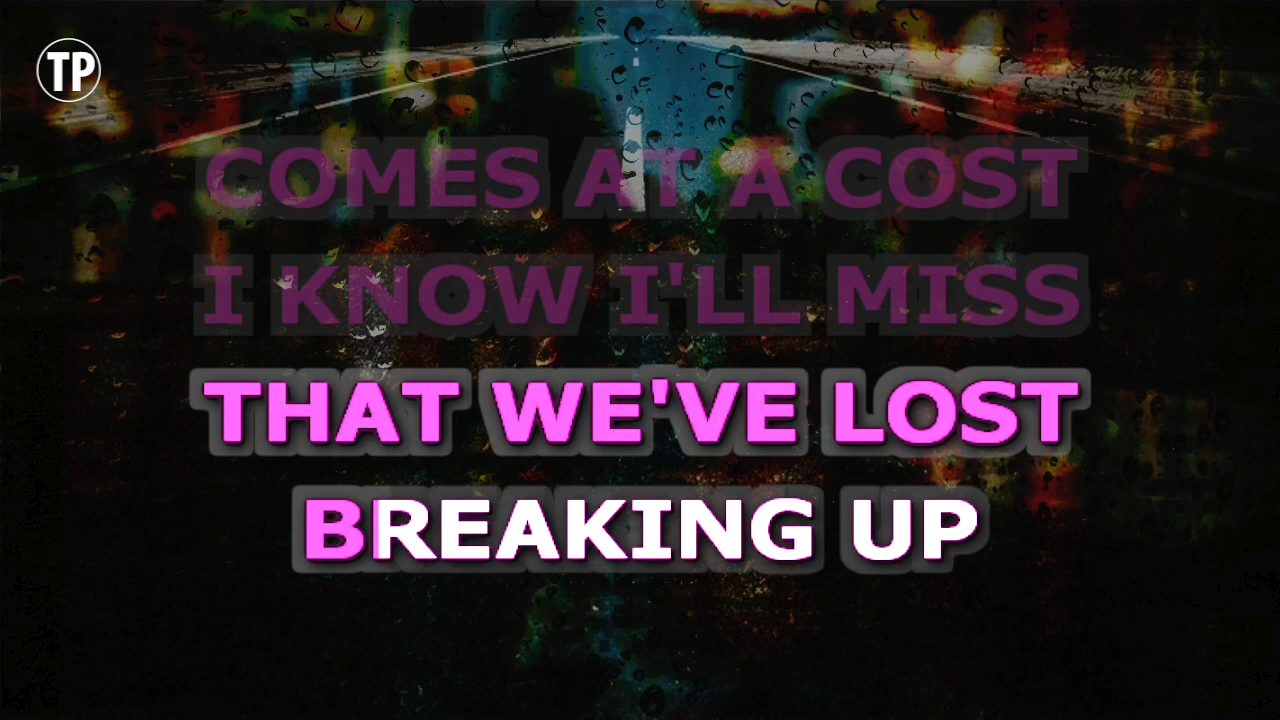 TP
COMES AT A COST
I KNOW I'LL MISS
THAT WE'VE LOST
BREAKING UP